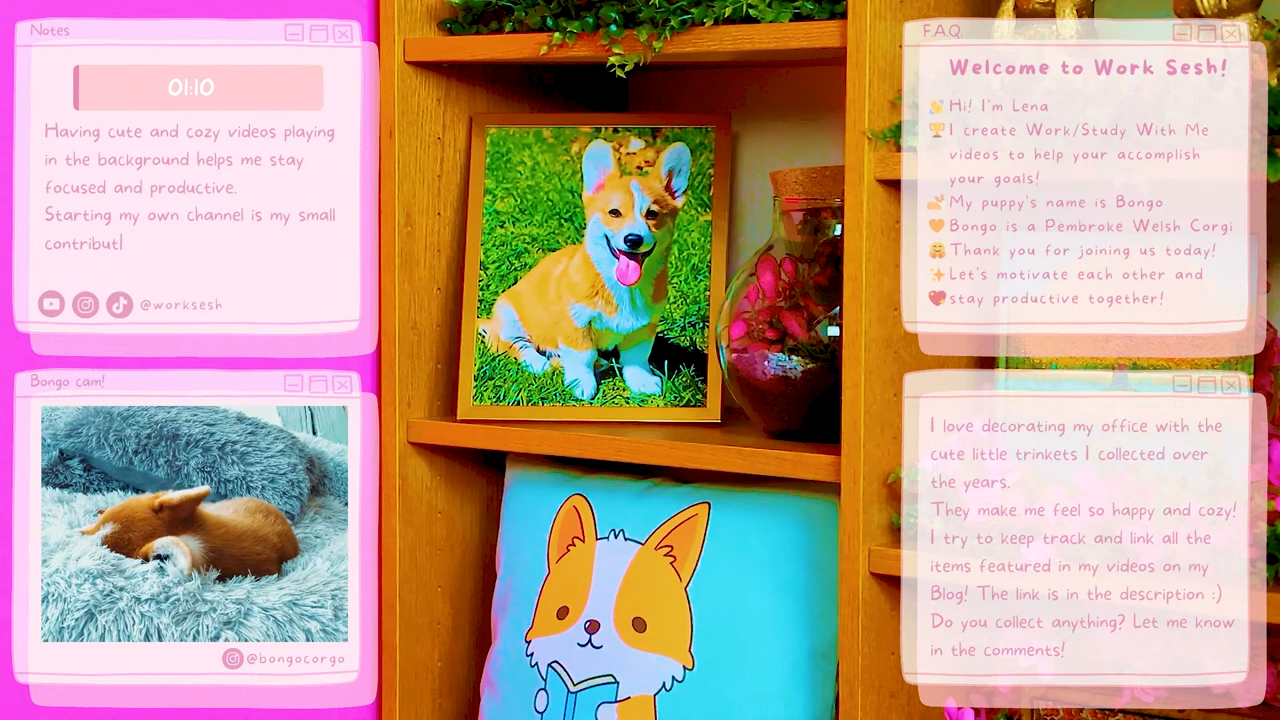 Notes
01:10
Having cute and cozy videos playing
in the background helps me stay
focused and productive.
Starting my own channel is my small
contribut
@worksesh
Bongo cam!
@bongocorgo
F.A.Q.
Welcome to Work Sesh!
Hi! I'm Lena
I create Work/Study With Me
videos to help your accomplish
your goals!
My puppy's name is Bongo
Bongo is a Pembroke Welsh Corgi
Thank you for joining us today!
Let's motivate each other and
stay productive together!
I love decorating my office with the
cute little trinkets I collected over
the years.
They make me feel so happy and cozy!
I try to keep track and link all the
items featured in my videos on my
Blog! The link is in the description :)
Do you collect anything? Let me know
in the comments!